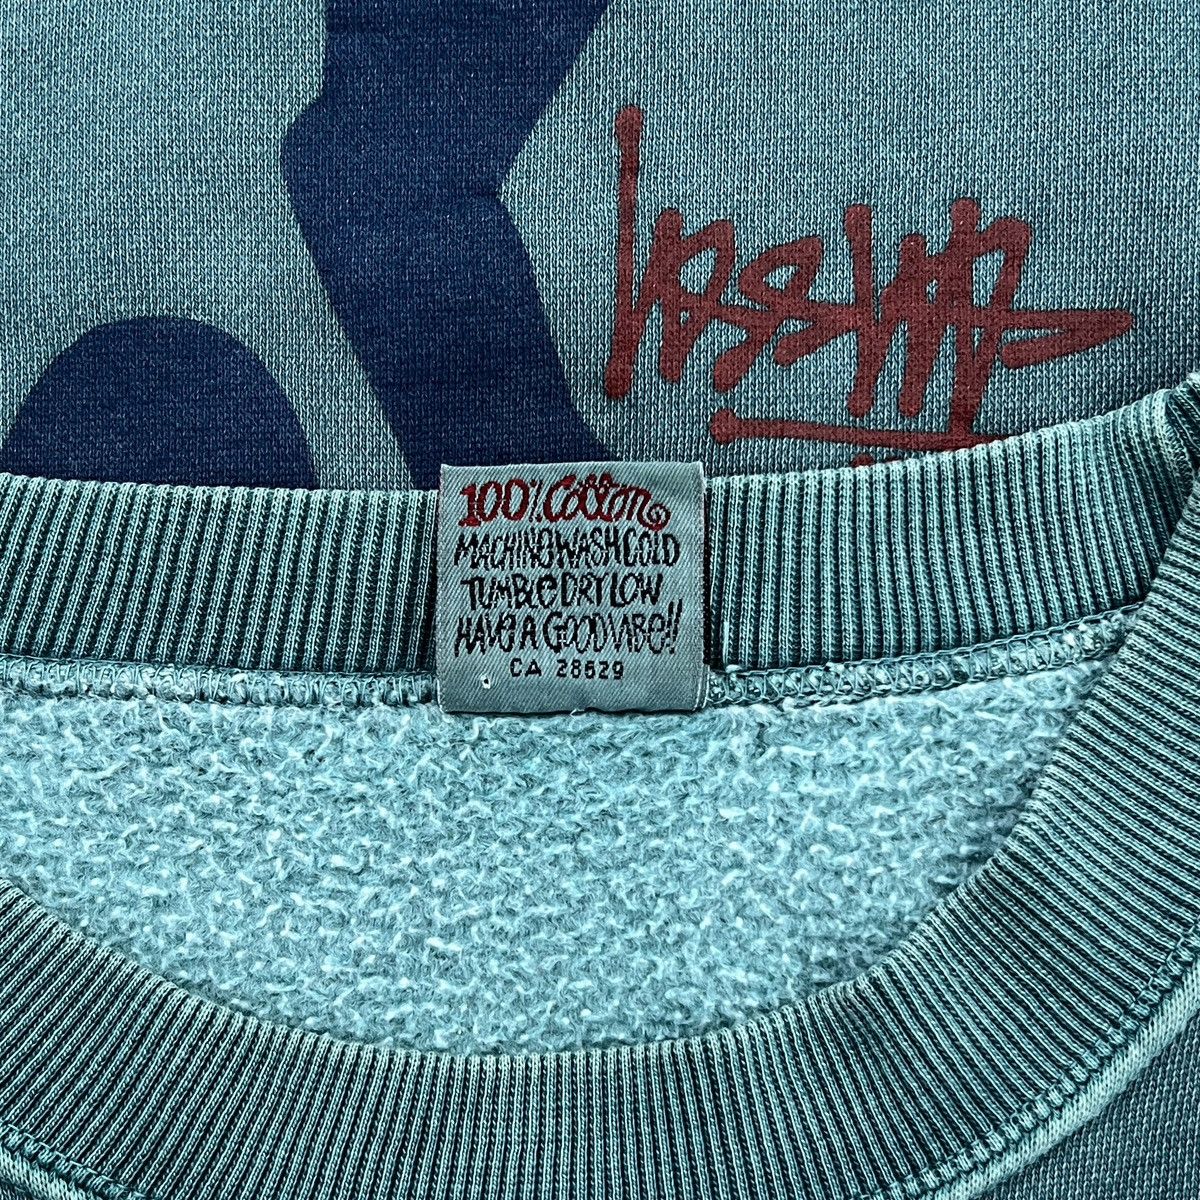 100% Cotton
MACHINE WASH COLD
TUMBLE DRY LOW
HAVE A GOOD VIBE!!
CA 28629